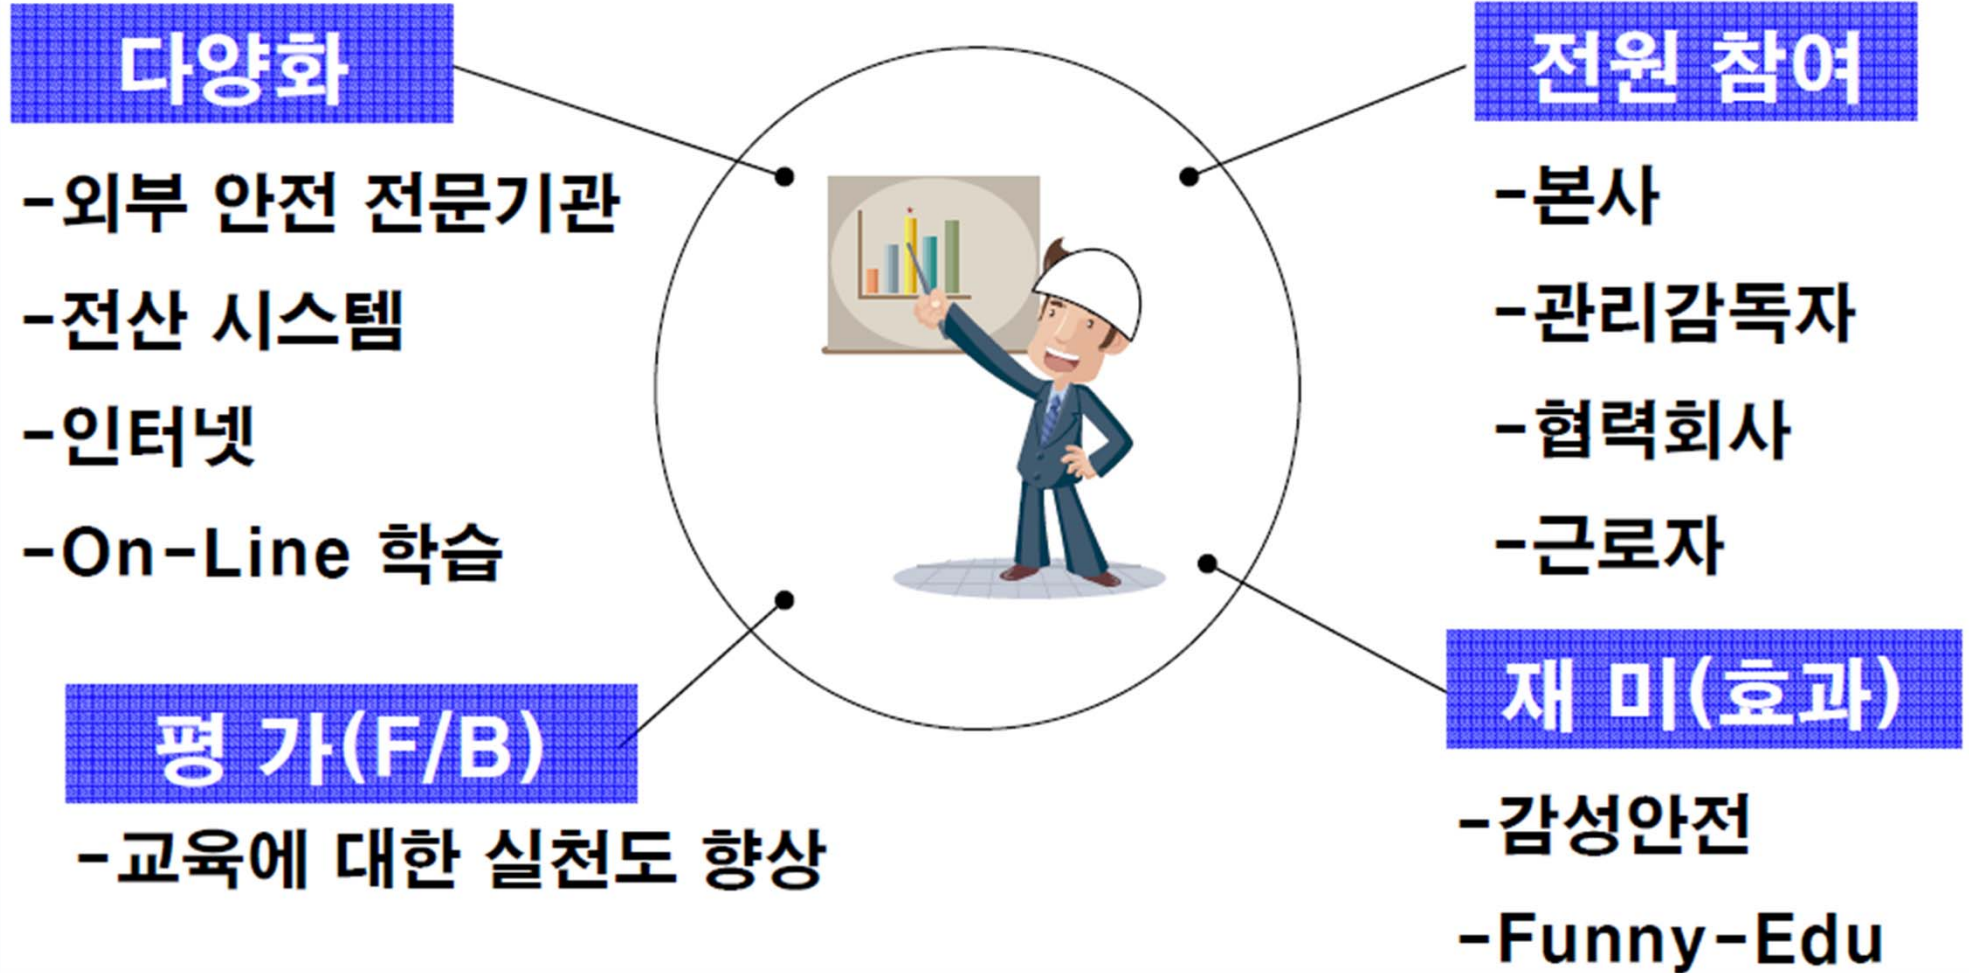 다양화
-외부 안전 전문기관
-전산 시스템
-인터넷
-On-Line 학습
전원 참여
-본사
-관리감독자
-협력회사
-근로자
평 가(F/B)
-교육에 대한 실천도 향상
재 미(효과)
-감성안전
-Funny-Edu